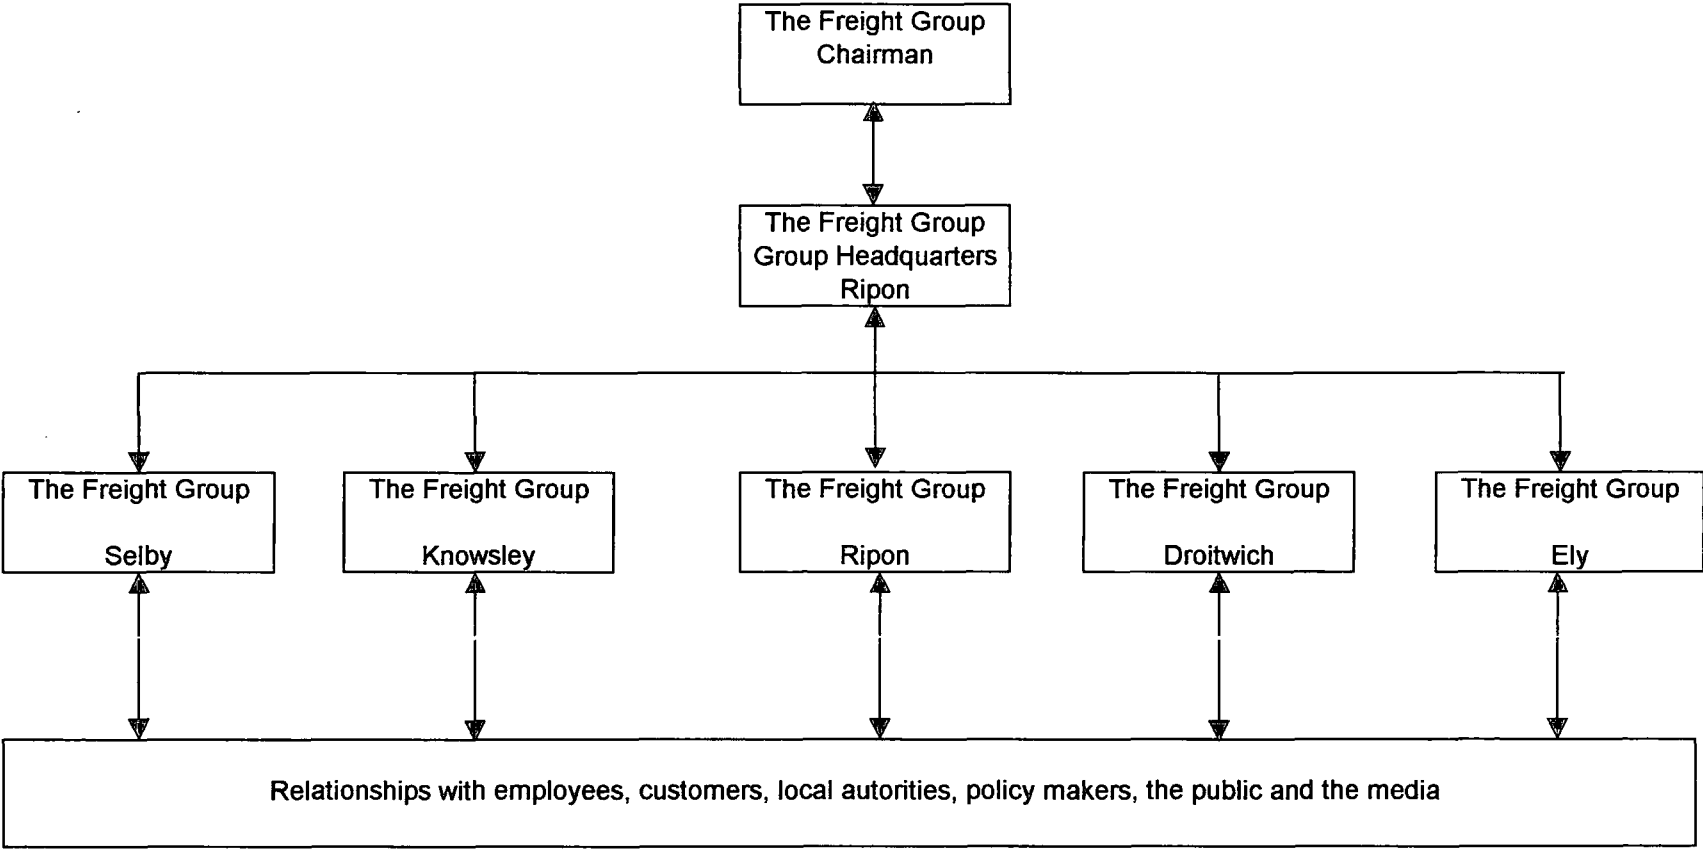 The Freight Group
Chairman
The Freight Group
Group Headquarters
Ripon
The Freight Group
Selby
The Freight Group
Knowsley
The Freight Group
Ripon
The Freight Group
Droitwich
The Freight Group
Ely
Relationships with employees, customers, local autorities, policy makers, the public and the media